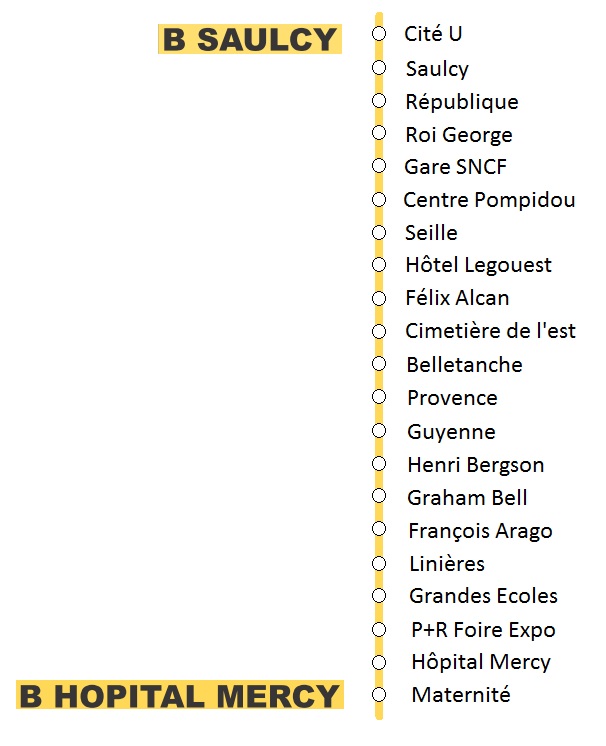 B SAULCY
Cité U
Saulcy
République
Roi George
Gare SNCF
Centre Pompidou
Seille
Hôtel Legouest
Félix Alcan
Cimetière de l'est
Belletanche
Provence
Guyenne
Henri Bergson
Graham Bell
François Arago
Linières
Grandes Ecoles
P+R Foire Expo
Hôpital Mercy
B HOPITAL MERCY
Maternité